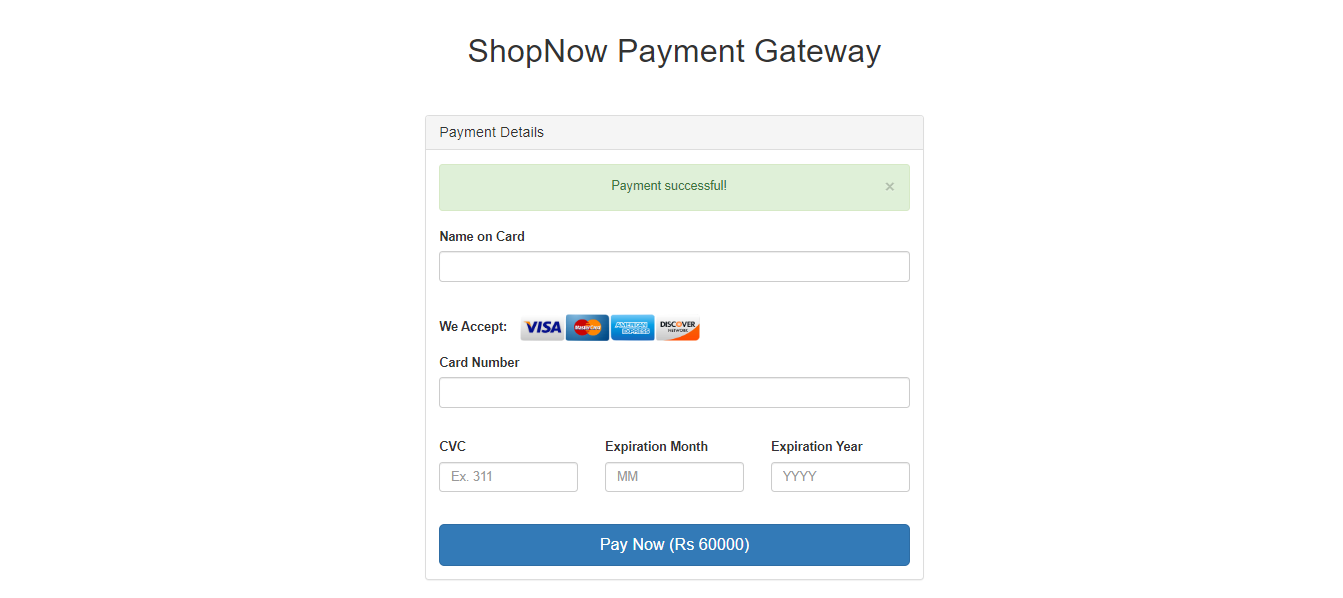 ShopNow Payment Gateway
Payment Details
Payment successful! ×
Name on Card
We Accept: VISA MasterCard AMERICAN EXPRESS DISCOVER NETWORK
Card Number
CVC Expiration Month Expiration Year
Ex. 311 MM YYYY
Pay Now (Rs 60000)